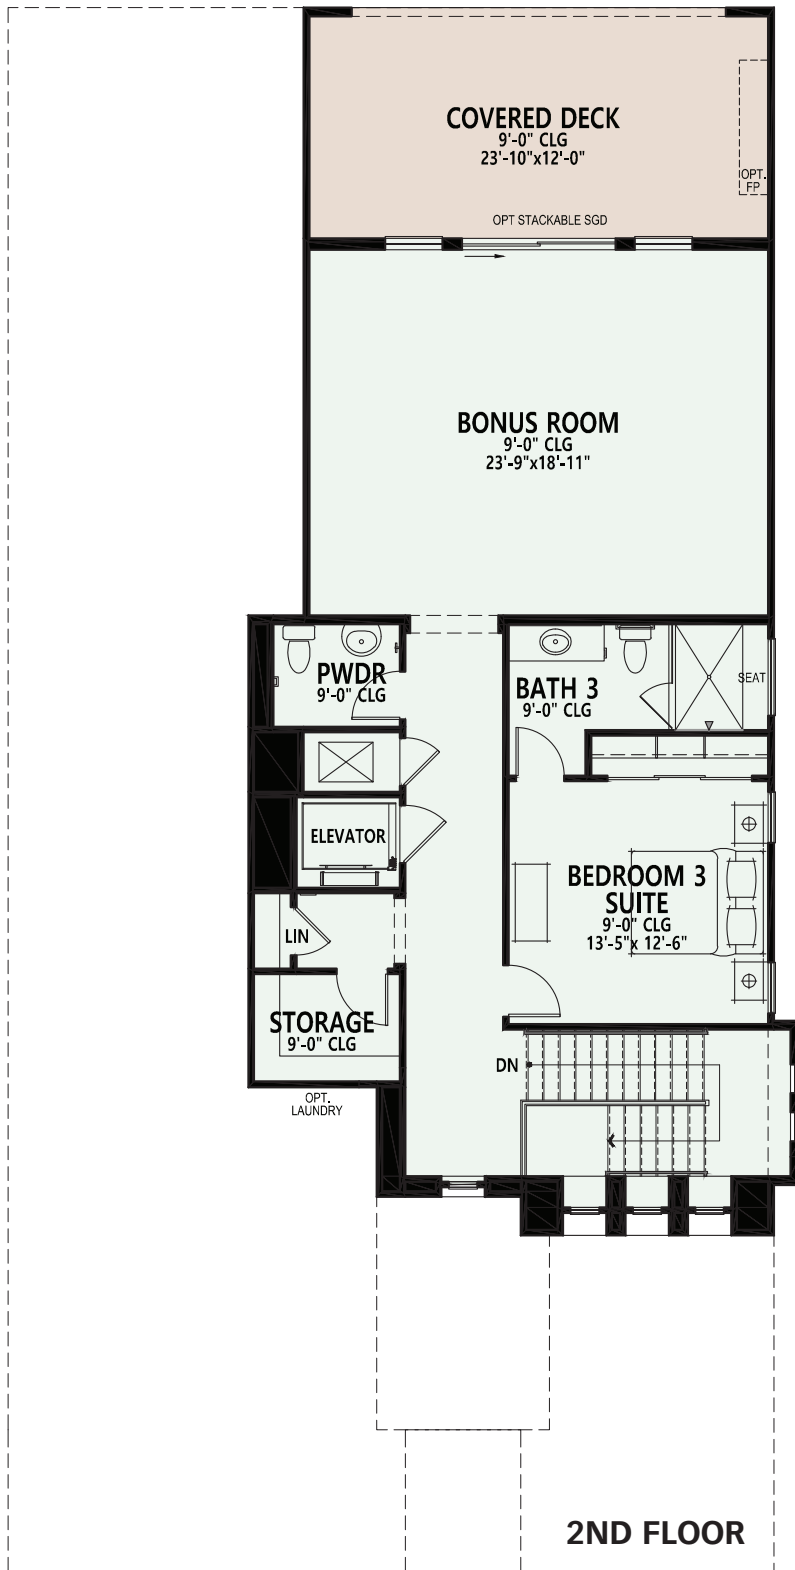 COVERED DECK
9'-0" CLG
23'-10"x12'-0"
OPT.
FP
OPT STACKABLE SGD
BONUS ROOM
9'-0" CLG
23'-9"x18'-11"
PWDR
9'-0" CLG
BATH 3
9'-0" CLG
SEAT
ELEVATOR
BEDROOM 3
SUITE
9'-0" CLG
13'-5"x 12'-6"
LIN
STORAGE
9'-0" CLG
DN
OPT.
LAUNDRY
2ND FLOOR